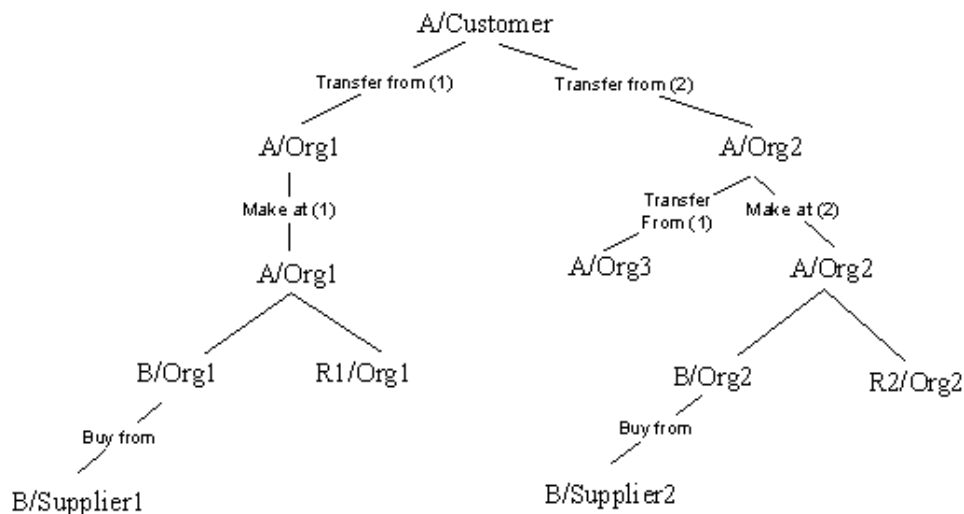 A/Customer
Transfer from (1)
Transfer from (2)
A/Org1
A/Org2
Make at (1)
Transfer
From (1)
Make at (2)
A/Org1
A/Org3
A/Org2
B/Org1
R1/Org1
B/Org2
R2/Org2
Buy from
Buy from
B/Supplier1
B/Supplier2